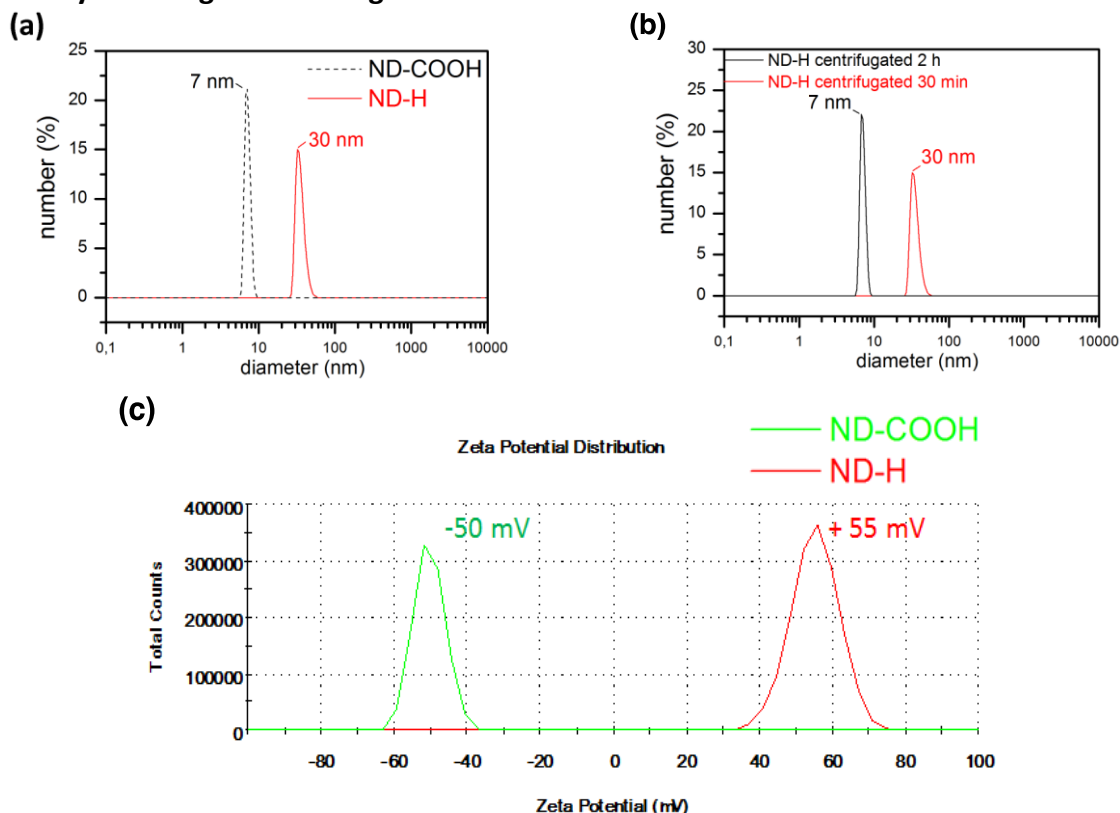 (a)
25
20
15
10
5
0
number (%)
7 nm
ND-COOH
ND-H
30 nm
0,1 1 10 100 1000 10000
diameter (nm)
(b)
30
25
20
15
10
5
0
number (%)
ND-H centrifugated 2 h
ND-H centrifugated 30 min
7 nm
30 nm
0,1 1 10 100 1000 10000
diameter (nm)
(c)
ND-COOH
ND-H
Zeta Potential Distribution
400000
300000
200000
100000
0
Total Counts
-50 mV
+ 55 mV
-80 -60 -40 -20 0 20 40 60 80 100
Zeta Potential (mV)